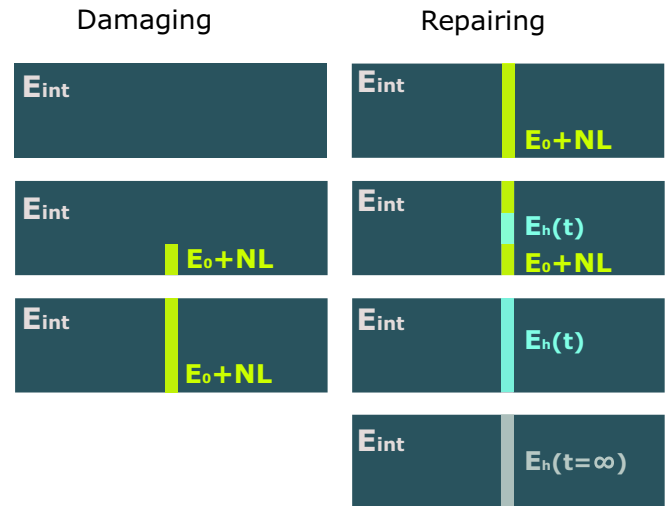 Damaging
Repairing
Eint
Eint
E₀+NL
Eint
E₀+NL
Eint
Eₕ(t)
E₀+NL
Eint
E₀+NL
Eint
Eₕ(t)
Eint
Eₕ(t=∞)